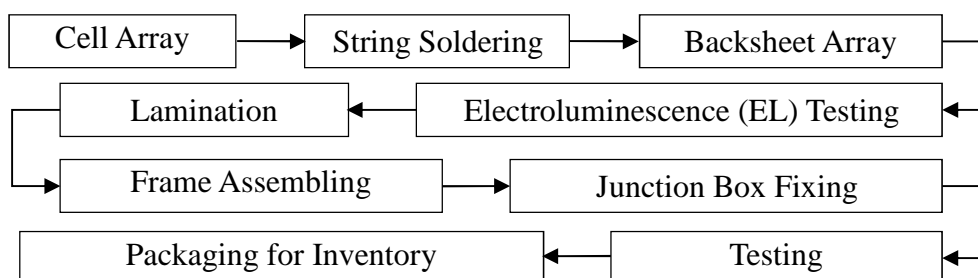 Cell Array
String Soldering
Backsheet Array
Electroluminescence (EL) Testing
Lamination
Frame Assembling
Junction Box Fixing
Testing
Packaging for Inventory